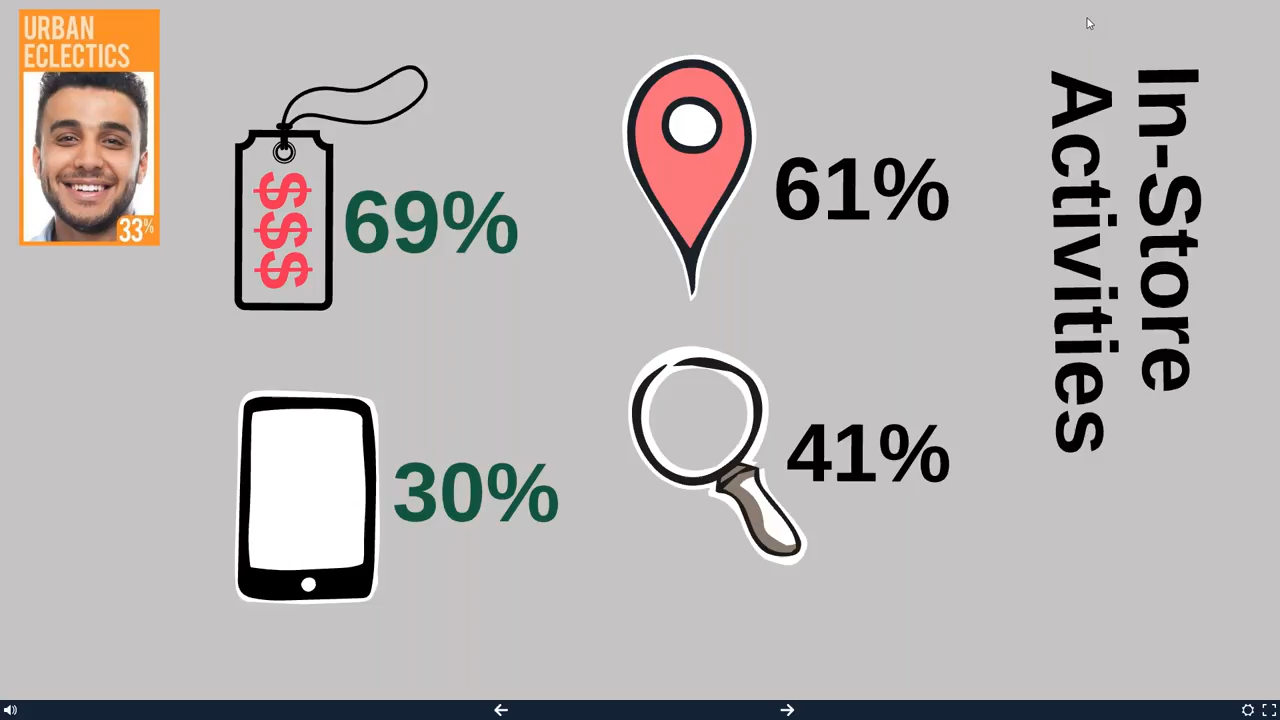 URBAN
ECLECTICS
33%
$$$
69%
61%
30%
41%
In-Store
Activities